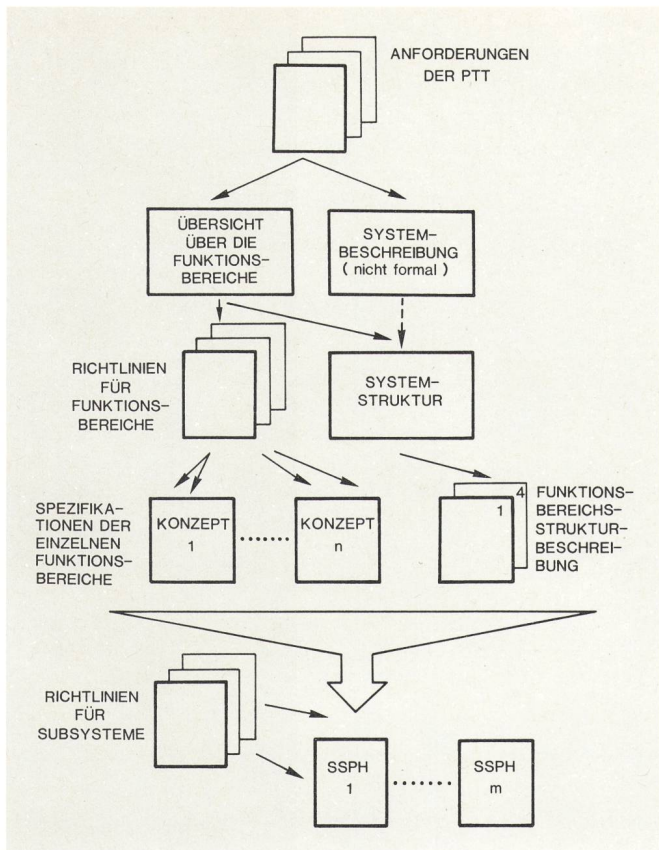 ANFORDERUNGEN
DER PTT
ÜBERSICHT
ÜBER DIE
FUNKTIONS-
BEREICHE
SYSTEM-
BESCHREIBUNG
( nicht formal )
RICHTLINIEN
FÜR
FUNKTIONS-
BEREICHE
SYSTEM-
STRUKTUR
SPEZIFIKA-
TIONEN DER
EINZELNEN
FUNKTIONS-
BEREICHE
KONZEPT
1
KONZEPT
n
4
1
FUNKTIONS-
BEREICHS-
STRUKTUR-
BESCHREI-
BUNG
RICHTLINIEN
FÜR
SUBSYSTEME
SSPH
1
SSPH
m